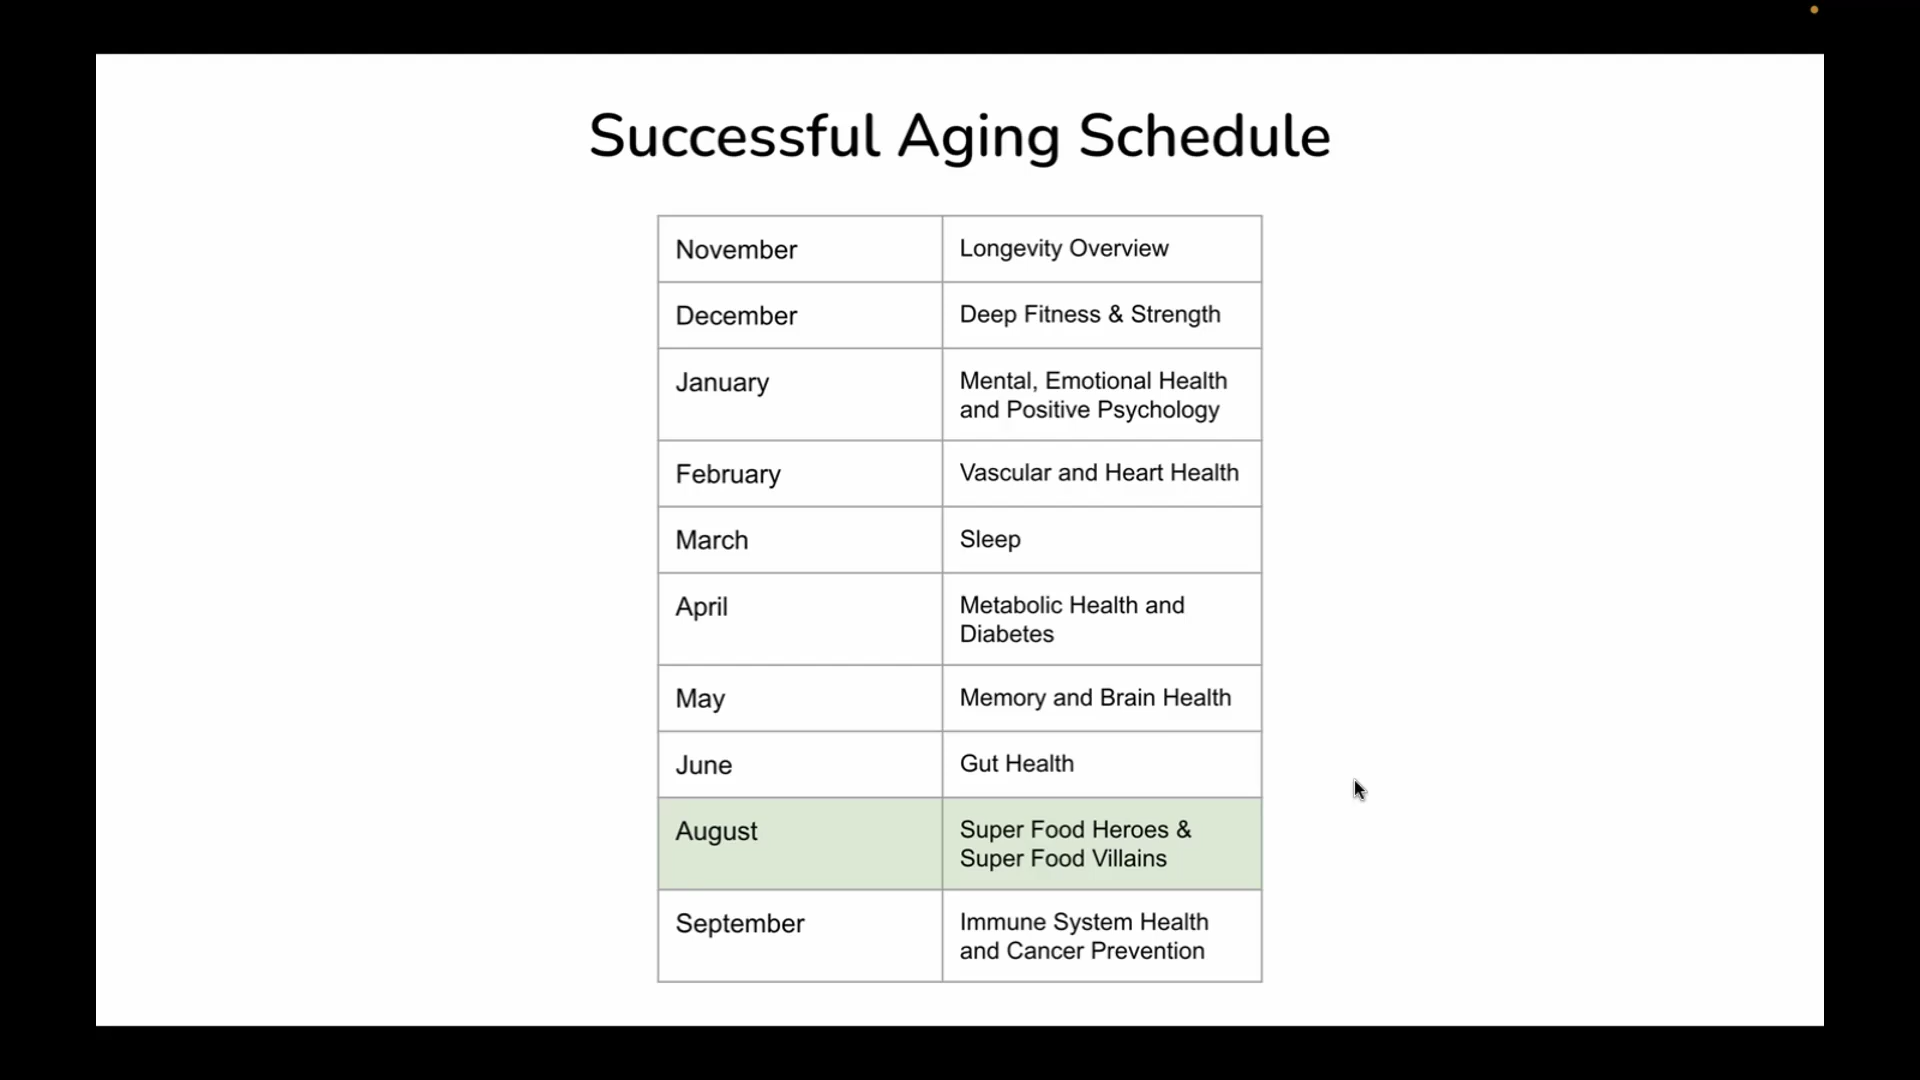 Successful Aging Schedule
November
Longevity Overview
December
Deep Fitness & Strength
January
Mental, Emotional Health
and Positive Psychology
February
Vascular and Heart Health
March
Sleep
April
Metabolic Health and
Diabetes
May
Memory and Brain Health
June
Gut Health
August
Super Food Heroes &
Super Food Villains
September
Immune System Health
and Cancer Prevention